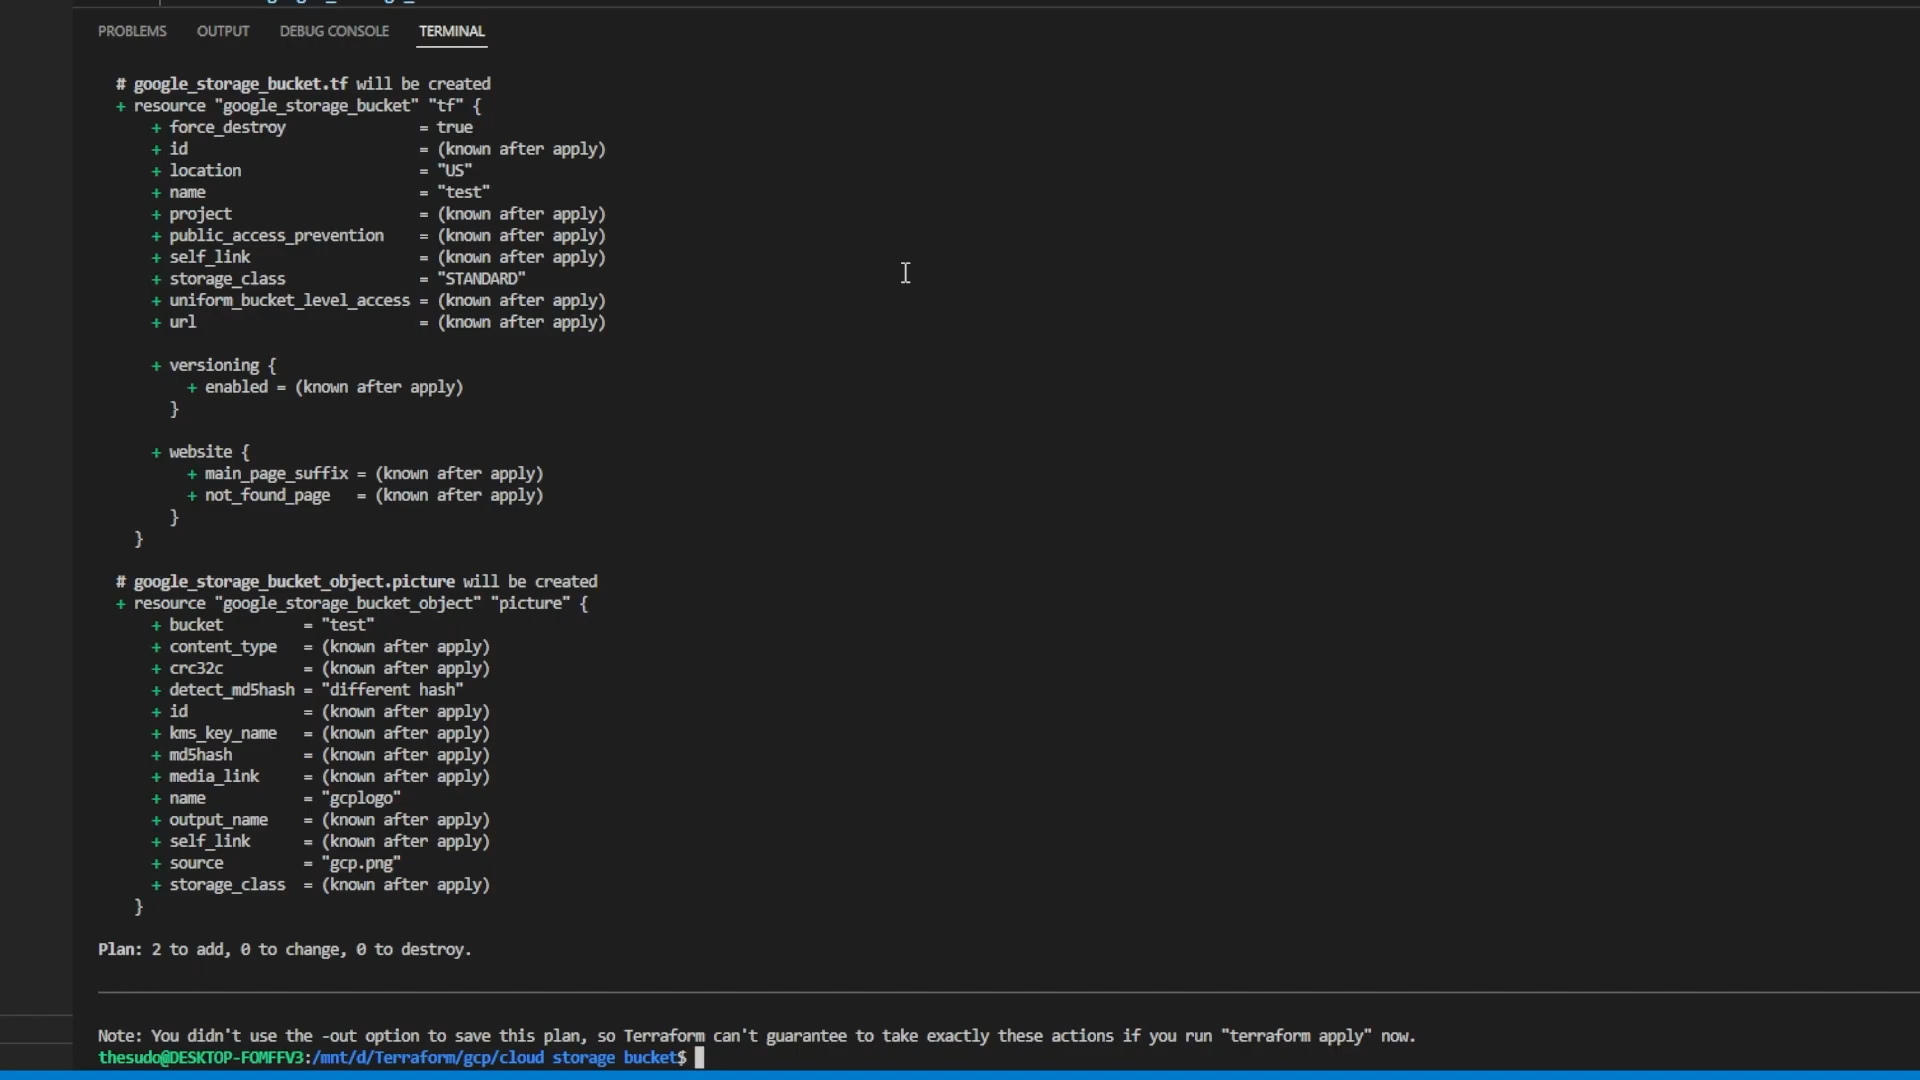 PROBLEMS OUTPUT DEBUG CONSOLE TERMINAL
# google_storage_bucket.tf will be created
+ resource "google_storage_bucket" "tf" {
+ force_destroy = true
+ id = (known after apply)
+ location = "US"
+ name = "test"
+ project = (known after apply)
+ public_access_prevention = (known after apply)
+ self_link = (known after apply)
+ storage_class = "STANDARD"
+ uniform_bucket_level_access = (known after apply)
+ url = (known after apply)
+ versioning {
+ enabled = (known after apply)
}
+ website {
+ main_page_suffix = (known after apply)
+ not_found_page = (known after apply)
}
}
# google_storage_bucket_object.picture will be created
+ resource "google_storage_bucket_object" "picture" {
+ bucket = "test"
+ content_type = (known after apply)
+ crc32c = (known after apply)
+ detect_md5hash = "different hash"
+ id = (known after apply)
+ kms_key_name = (known after apply)
+ md5hash = (known after apply)
+ media_link = (known after apply)
+ name = "gcplogo"
+ output_name = (known after apply)
+ self_link = (known after apply)
+ source = "gcp.png"
+ storage_class = (known after apply)
}
Plan: 2 to add, 0 to change, 0 to destroy.
Note: You didn't use the -out option to save this plan, so Terraform can't guarantee to take exactly these actions if you run "terraform apply" now.
thesudo@DESKTOP-FOMFFV3:/mnt/d/Terraform/gcp/cloud storage bucket$